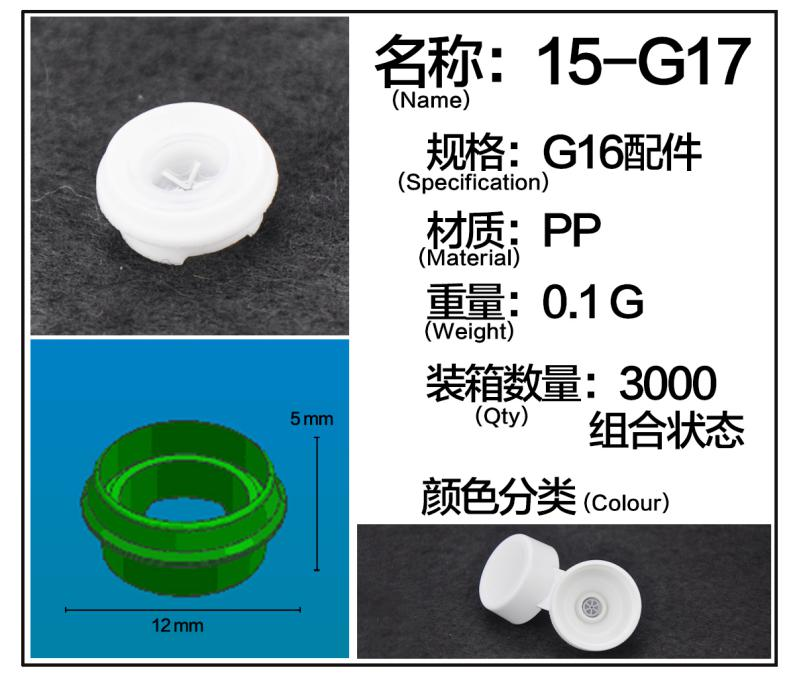 名称：15-G17
(Name)
规格：G16配件
(Specification)
材质：PP
(Material)
重量：0.1 G
(Weight)
装箱数量：3000
(Qty)
组合状态
颜色分类 (Colour)
5 mm
12 mm